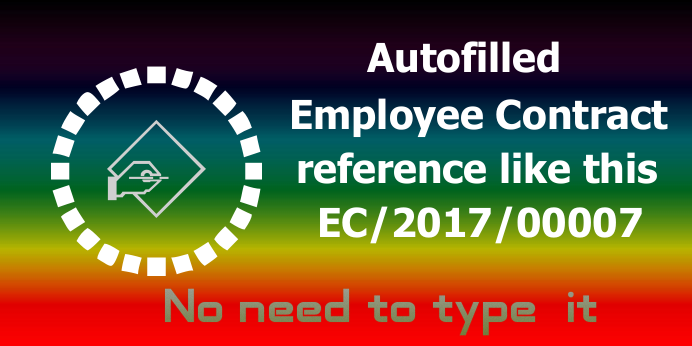 Autofilled
Employee Contract
reference like this
EC/2017/00007
No need to type it